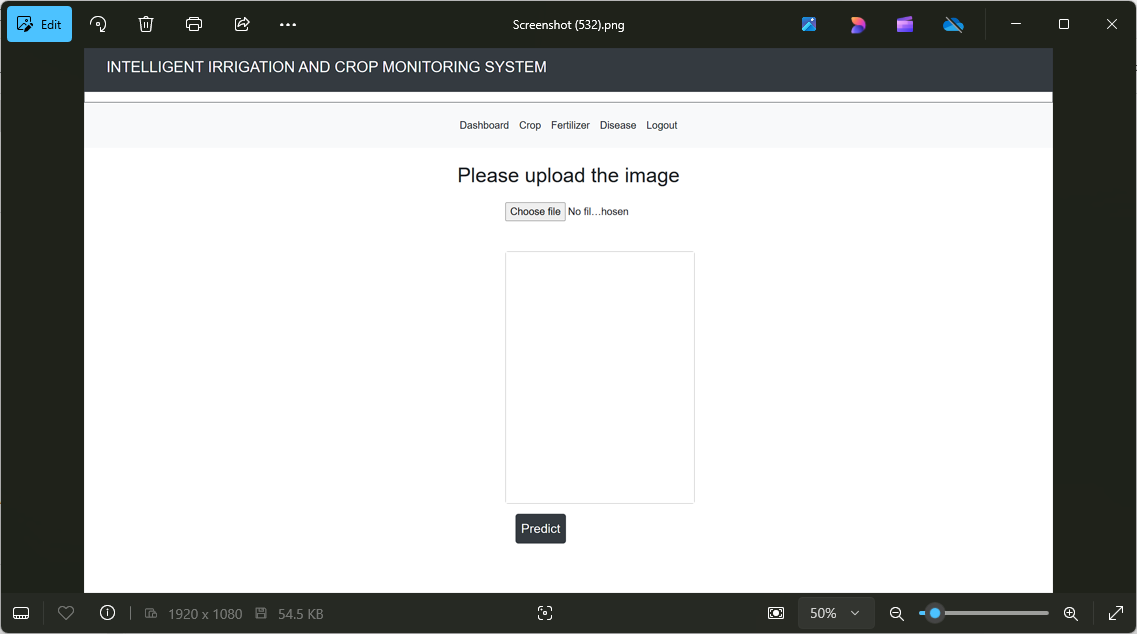 Edit
Screenshot (532).png
INTELLIGENT IRRIGATION AND CROP MONITORING SYSTEM
Dashboard Crop Fertilizer Disease Logout
Please upload the image
Choose file No fil...hosen
Predict
1920 x 1080 54.5 KB 50%